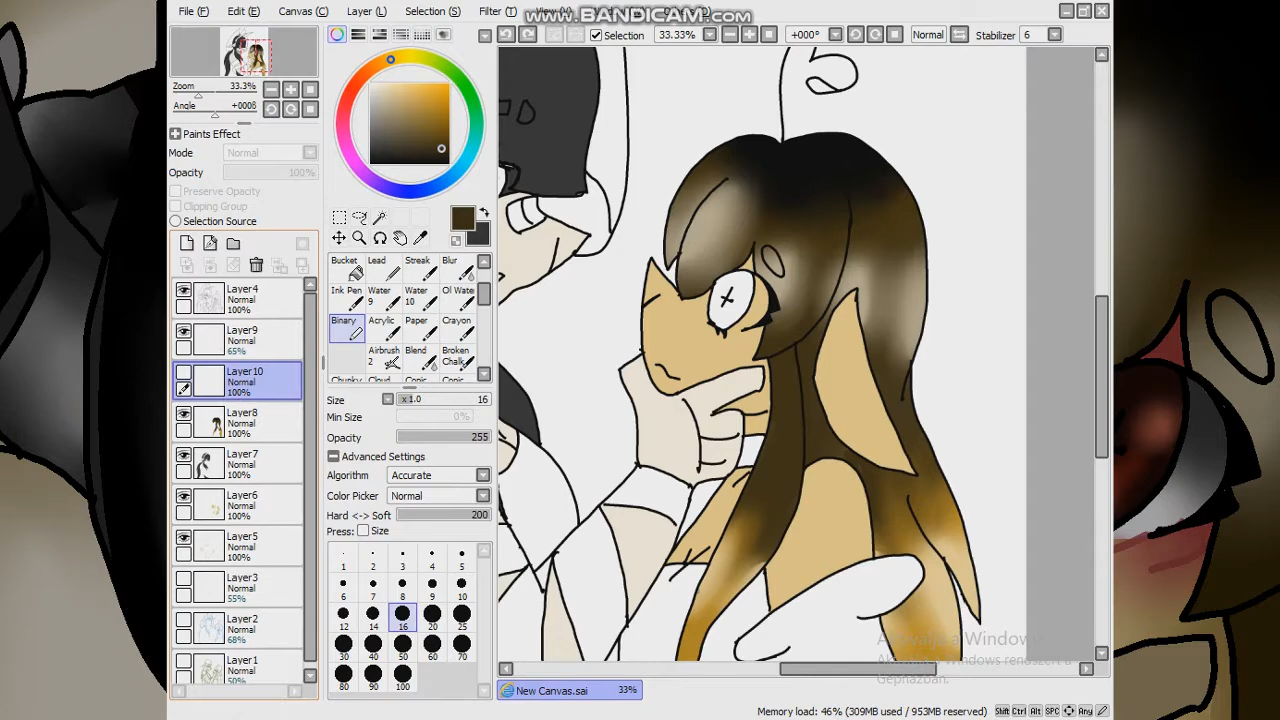 File (F) Edit (E) Canvas (C) Layer (L) Selection (S) Filter (T)
www.BANDICAM.com
Selection 33.33% +000° Normal Stabilizer 6
Zoom 33.3%
Angle +000ß
Paints Effect
Mode Normal
Opacity 100%
Preserve Opacity
Clipping Group
Selection Source
Layer4
Normal
100%
Layer9
Normal
65%
Layer10
Normal
100%
Layer8
Normal
100%
Layer7
Normal
100%
Layer6
Normal
100%
Layer5
Normal
100%
Layer3
Normal
55%
Layer2
Normal
68%
Layer1
Normal
50%
Bucket Lead Streak Blur
Ink Pen Water 9 Water 10 Oil Water
Binary Acrylic Paper Crayon
Airbrush 2 Blend Broken Chalk
Size x 1.0 16
Min Size 0%
Opacity 255
Advanced Settings
Algorithm Accurate
Color Picker Normal
Hard <-> Soft 200
Press: Size
1 2 3 4 5
6 7 8 9 10
12 14 16 20 25
30 40 50 60 70
80 90 100
New Canvas.sai 33%
Memory load: 46% (309MB used / 953MB reserved)
Shift Ctrl Alt SPC Any